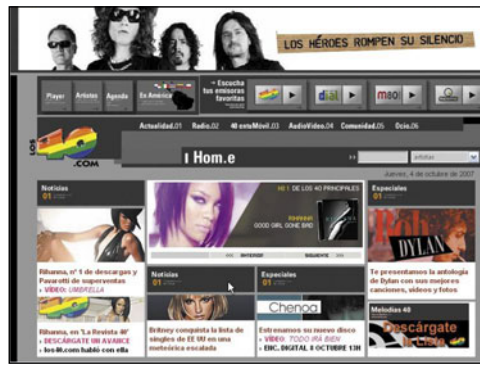 LOS HÉROES ROMPEN SU SILENCIO
Player
Artistas
Agenda
En América
→ Escucha
tus emisoras
favoritas
40
dial
m80
Actualidad.01 Radio.02 40 entuMóvil.03 AudioVideo.04 Comunidad.05 Ocio.06
LOS
40
.COM
Hom.e
artistas
Jueves, 4 de octubre de 2007
Noticias
01
Nº 1 DE LOS 40 PRINCIPALES
GOOD GIRL GONE BAD
<<< ANTERIOR SIGUIENTE >>>
Especiales
01
Bob
DYLAN
Rihanna, nº 1 de descargas y
Pavarotti de superventas
› VÍDEO: UMBRELLA
Noticias
01
Especiales
01
Te presentamos la antología
de Dylan con sus mejores
canciones, vídeos y fotos
Chenoa
Melodías 40
Descárgate
la Lista
Rihanna, en 'La Revista 40'
› DESCÁRGATE UN AVANCE
› los40.com habló con ella
Britney conquista la lista de
singles de EE UU en una
meteórica escalada
Estrenamos su nuevo disco
› VÍDEO: TODO IRÁ BIEN
› ENC. DIGITAL 8 OCTUBRE 13H